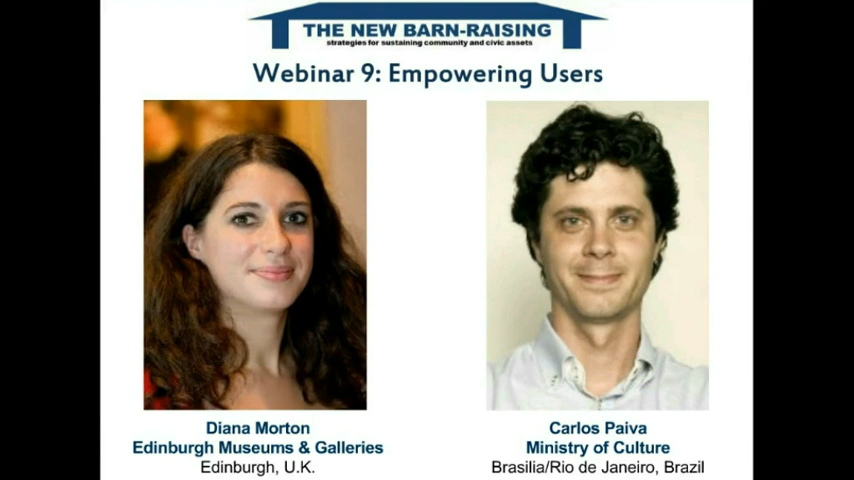 THE NEW BARN-RAISING
strategies for sustaining community and civic assets
Webinar 9: Empowering Users
Diana Morton
Edinburgh Museums & Galleries
Edinburgh, U.K.
Carlos Paiva
Ministry of Culture
Brasilia/Rio de Janeiro, Brazil